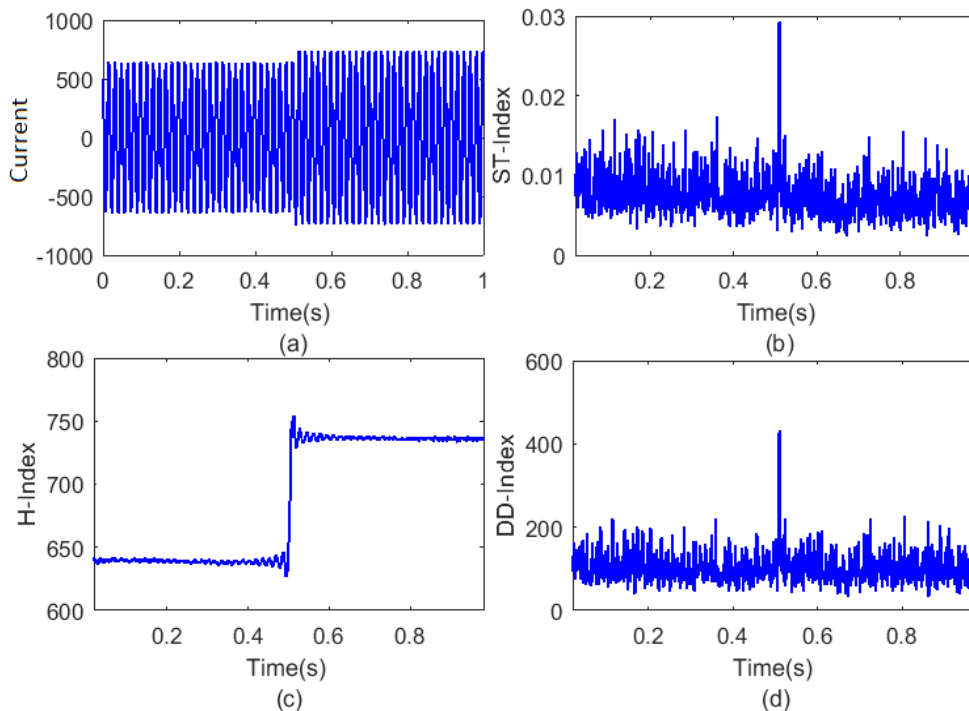 1000
500
0
-500
-1000
Current
0 0.2 0.4 0.6 0.8 1
Time(s)
(a)
0.03
0.02
0.01
0
ST-Index
0.2 0.4 0.6 0.8
Time(s)
(b)
800
750
700
650
600
H-Index
0.2 0.4 0.6 0.8
Time(s)
(c)
600
400
200
0
DD-Index
0.2 0.4 0.6 0.8
Time(s)
(d)